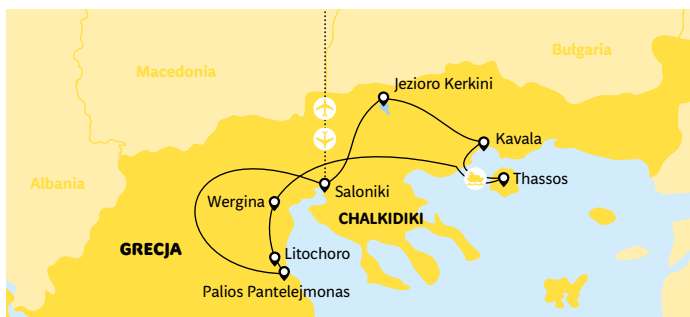 Macedonia
Bułgaria
Jezioro Kerkini
Kavala
Albania
Thassos
Saloniki
Wergina
CHALKIDIKI
GRECJA
Litochoro
Palios Pantelejmonas